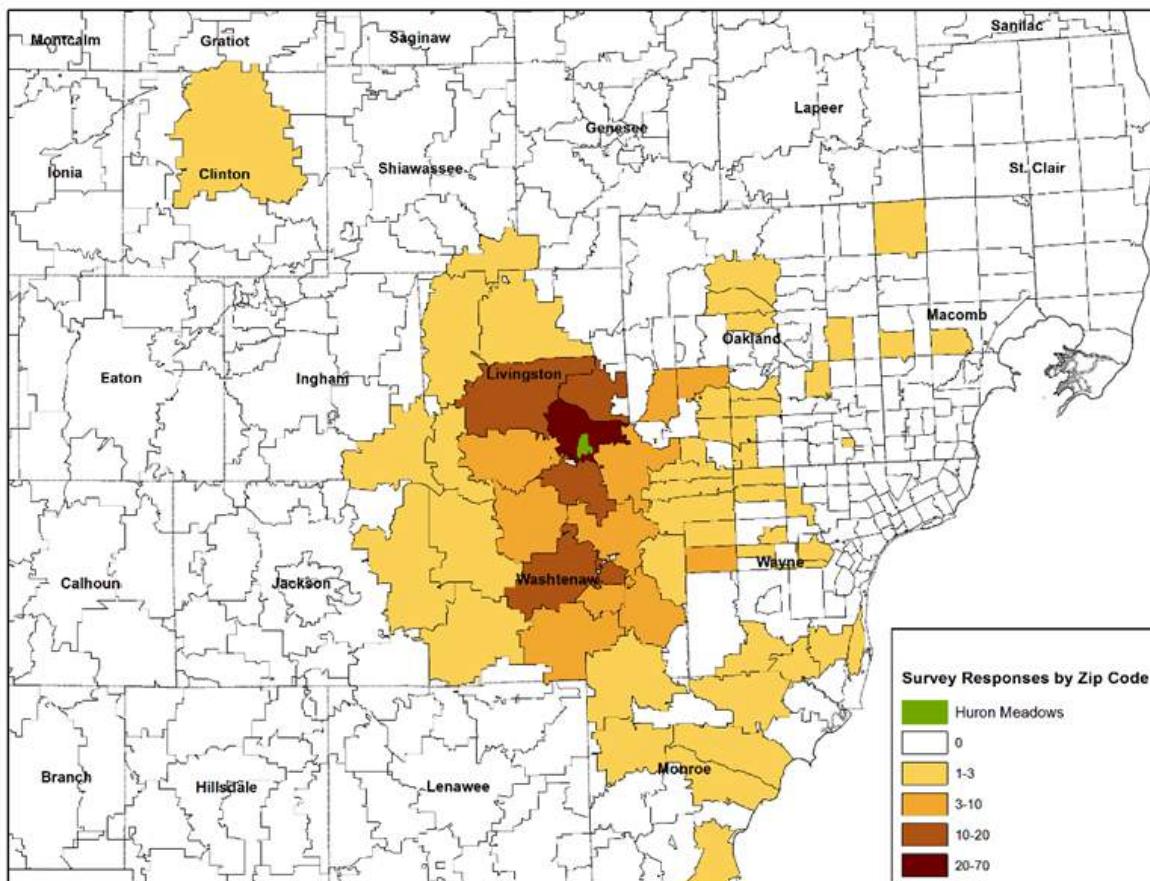 Sanilac
Montcalm
Gratiot
Saginaw
Lapeer
Genesee
Ionia
Clinton
Shiawassee
St. Clair
Macomb
Oakland
Eaton
Ingham
Livingston
Calhoun
Jackson
Washtenaw
Wayne
Survey Responses by Zip Code
Huron Meadows
0
1-3
3-10
10-20
20-70
Branch
Hillsdale
Lenawee
Monroe